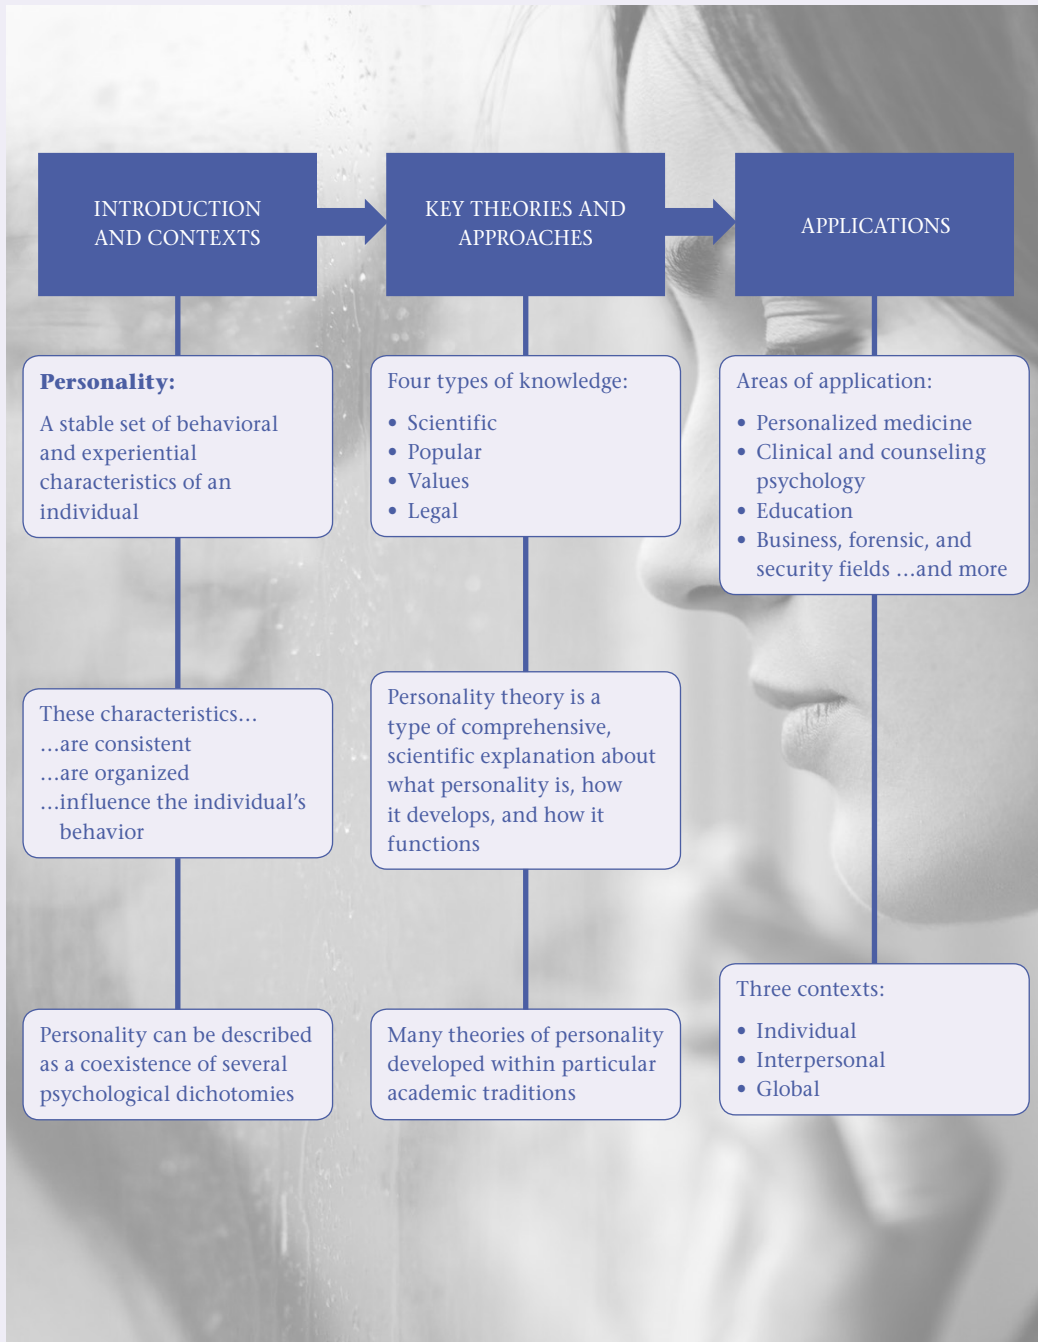 INTRODUCTION
AND CONTEXTS
KEY THEORIES AND
APPROACHES
APPLICATIONS
Personality:
A stable set of behavioral
and experiential
characteristics of an
individual
These characteristics…
…are consistent
…are organized
…influence the individual’s
behavior
Personality can be described
as a coexistence of several
psychological dichotomies
Four types of knowledge:
• Scientific
• Popular
• Values
• Legal
Personality theory is a
type of comprehensive,
scientific explanation about
what personality is, how
it develops, and how it
functions
Many theories of personality
developed within particular
academic traditions
Areas of application:
• Personalized medicine
• Clinical and counseling
psychology
• Education
• Business, forensic, and
security fields …and more
Three contexts:
• Individual
• Interpersonal
• Global